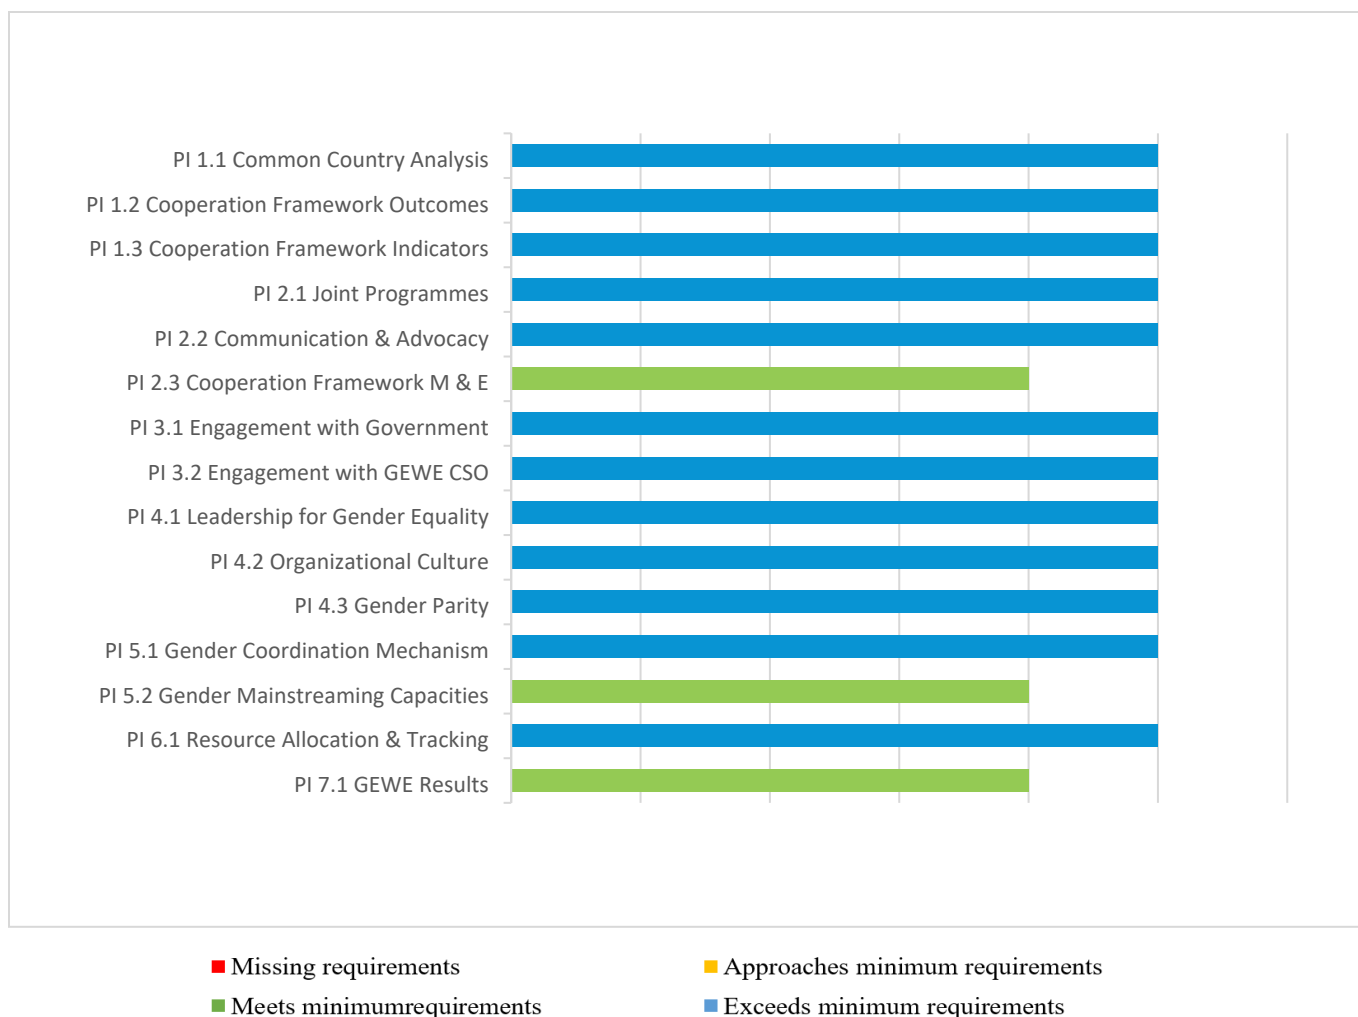 PI 1.1 Common Country Analysis
PI 1.2 Cooperation Framework Outcomes
PI 1.3 Cooperation Framework Indicators
PI 2.1 Joint Programmes
PI 2.2 Communication & Advocacy
PI 2.3 Cooperation Framework M & E
PI 3.1 Engagement with Government
PI 3.2 Engagement with GEWE CSO
PI 4.1 Leadership for Gender Equality
PI 4.2 Organizational Culture
PI 4.3 Gender Parity
PI 5.1 Gender Coordination Mechanism
PI 5.2 Gender Mainstreaming Capacities
PI 6.1 Resource Allocation & Tracking
PI 7.1 GEWE Results
Missing requirements
Approaches minimum requirements
Meets minimumrequirements
Exceeds minimum requirements